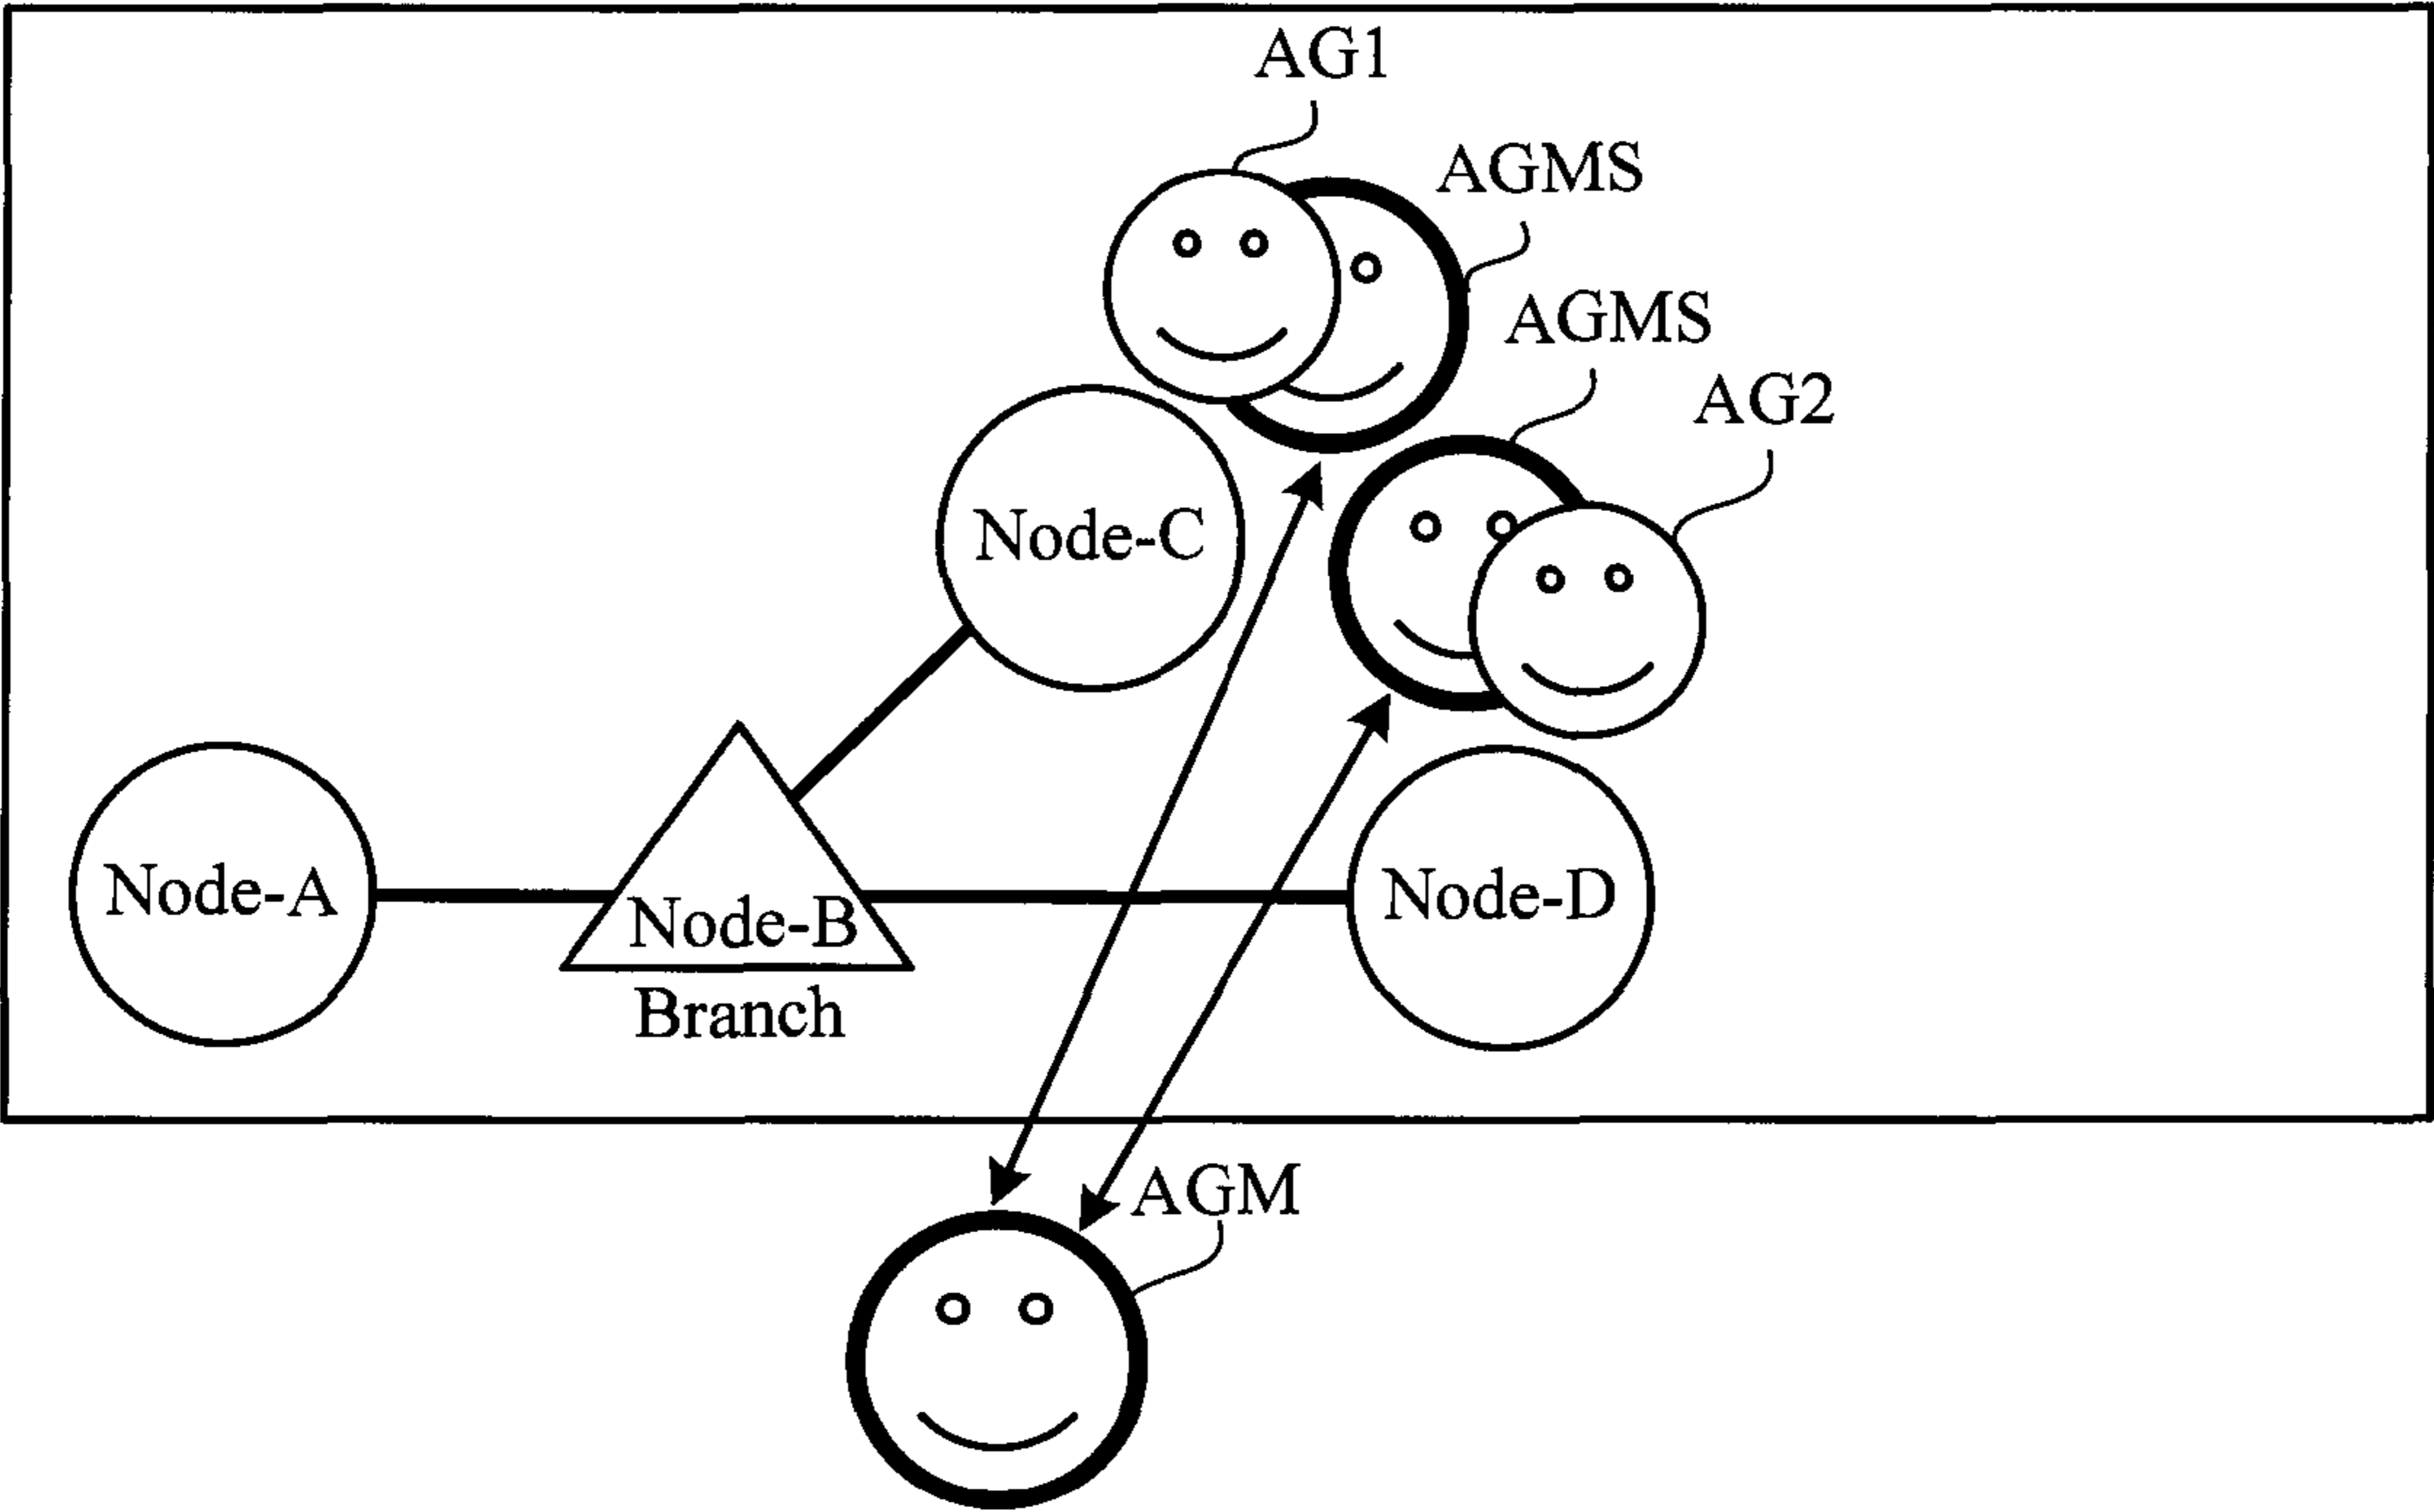 AG1
AGMS
AGMS
AG2
Node-C
Node-A
Node-B
Node-D
Branch
AGM